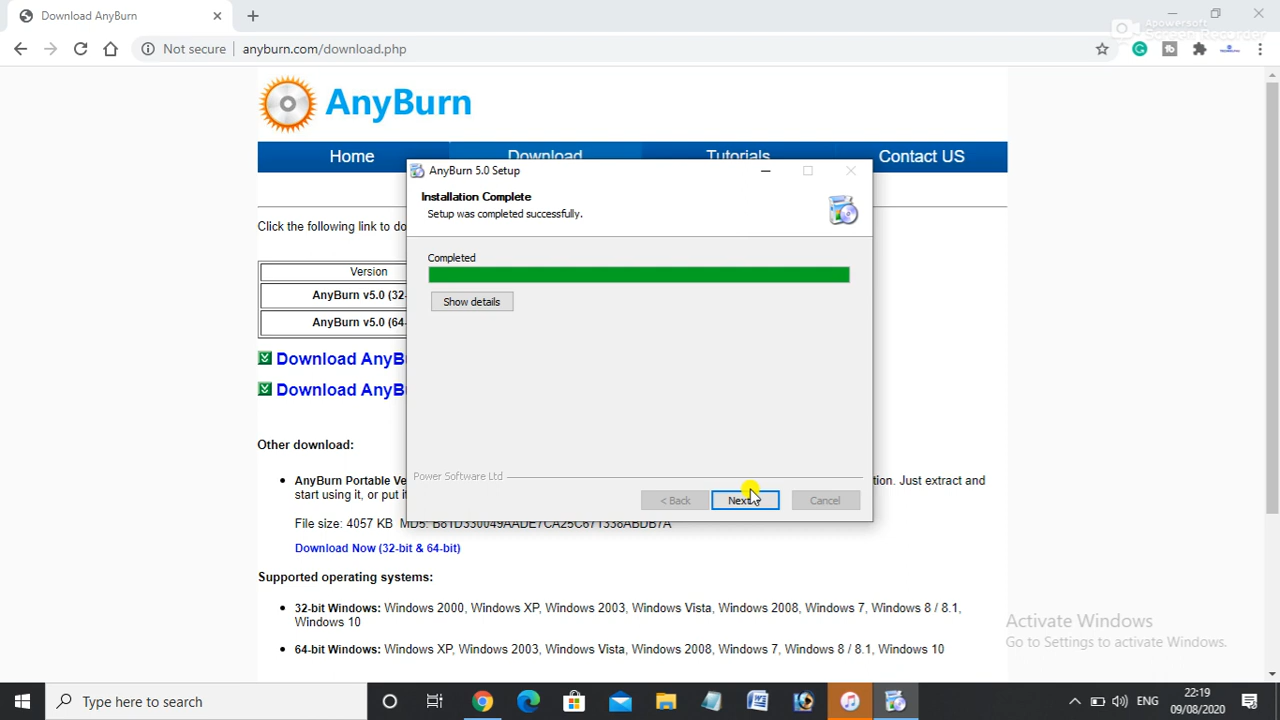 Download AnyBurn
Apowersoft
Screen Recorder
Not secure
anyburn.com/download.php
AnyBurn
Home
Download
Tutorials
Contact US
AnyBurn 5.0 Setup
Installation Complete
Setup was completed successfully.
Click the following link to do
Completed
Version
Show details
AnyBurn v5.0 (32-
AnyBurn v5.0 (64-
Download AnyB
Download AnyB
Other download:
Power Software Ltd
AnyBurn Portable Ve
tion. Just extract and
start using it, or put it
< Back
Next
Cancel
File size: 4057 KB
Download Now (32-bit & 64-bit)
Supported operating systems:
32-bit Windows: Windows 2000, Windows XP, Windows 2003, Windows Vista, Windows 2008, Windows 7, Windows 8 / 8.1,
Windows 10
64-bit Windows: Windows XP, Windows 2003, Windows Vista, Windows 2008, Windows 7, Windows 8 / 8.1, Windows 10
Activate Windows
Go to Settings to activate Windows.
Type here to search
ENG
22:19
09/08/2020